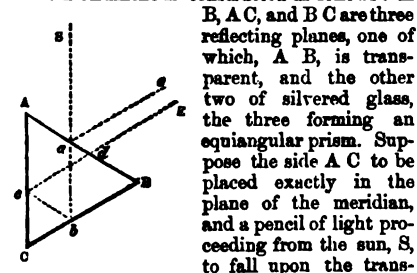 B, A C, and B C are three
reflecting planes, one of
which, A B, is trans-
parent, and the other
two of silvered glass,
the three forming an
equiangular prism. Sup-
pose the side A C to be
placed exactly in the
plane of the meridian,
and a pencil of light pro-
ceeding from the sun, S,
to fall upon the trans-
S
e
E
A
a
d
B
c
b
C